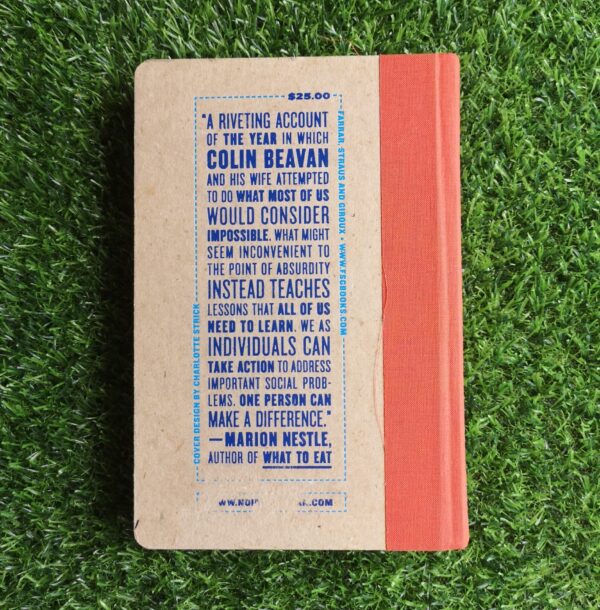 $25.00
"A RIVETING ACCOUNT
OF THE YEAR IN WHICH
COLIN BEAVAN
AND HIS WIFE ATTEMPTED
TO DO WHAT MOST OF US
WOULD CONSIDER
IMPOSSIBLE. WHAT MIGHT
SEEM INCONVENIENT TO
THE POINT OF ABSURDITY
INSTEAD TEACHES
LESSONS THAT ALL OF US
NEED TO LEARN. WE AS
INDIVIDUALS CAN
TAKE ACTION TO ADDRESS
IMPORTANT SOCIAL PROB-
LEMS. ONE PERSON CAN
MAKE A DIFFERENCE."
—MARION NESTLE,
AUTHOR OF WHAT TO EAT
FARRAR, STRAUS AND GIROUX • WWW.FSGBOOKS.COM
COVER DESIGN BY CHARLOTTE STRICK